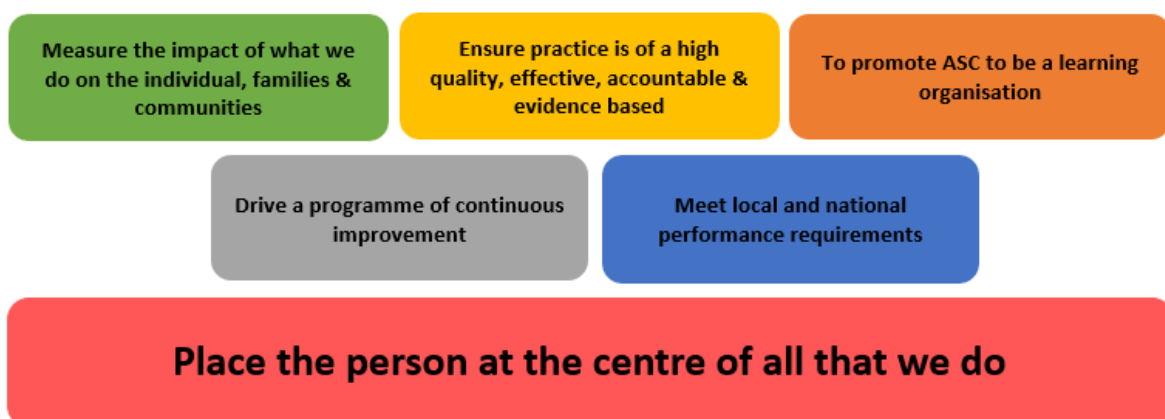 Measure the impact of what we
do on the individual, families &
communities
Ensure practice is of a high
quality, effective, accountable &
evidence based
To promote ASC to be a learning
organisation
Drive a programme of continuous
improvement
Meet local and national
performance requirements
Place the person at the centre of all that we do